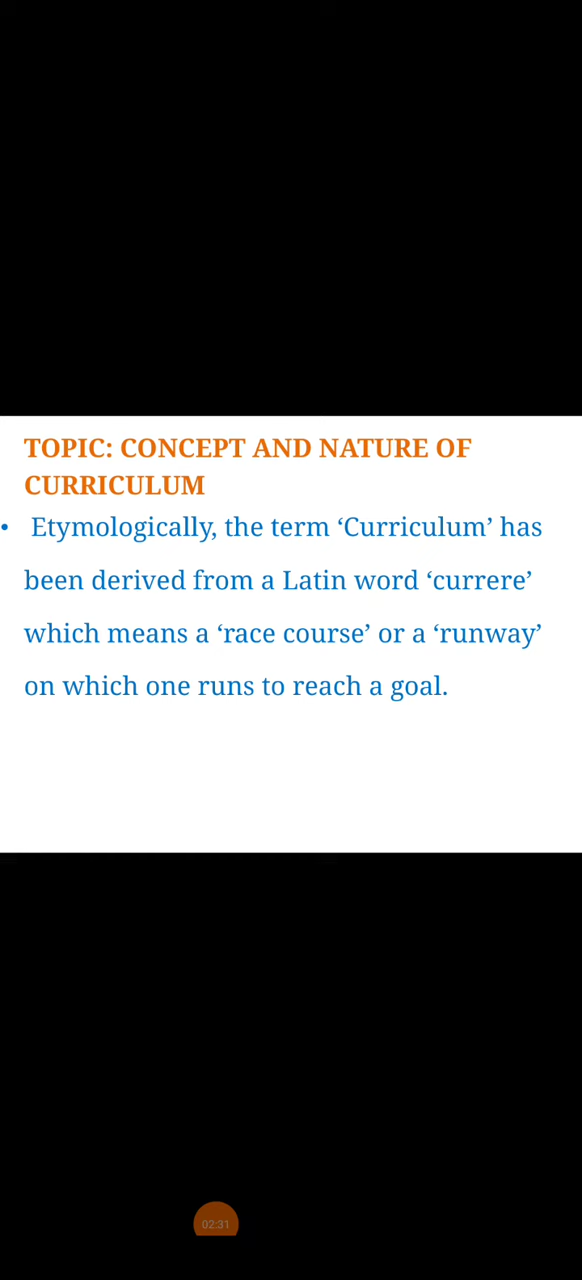 TOPIC: CONCEPT AND NATURE OF
CURRICULUM
• Etymologically, the term ‘Curriculum’ has
been derived from a Latin word ‘currere’
which means a ‘race course’ or a ‘runway’
on which one runs to reach a goal.
02:31